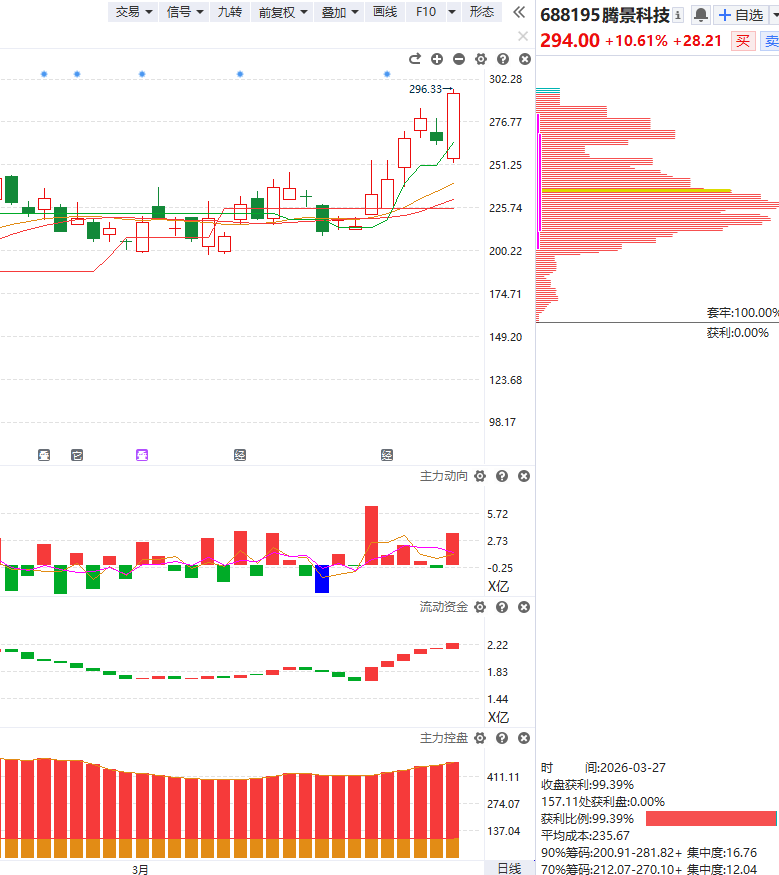 交易 信号 九转 前复权 叠加 画线 F10 形态
688195腾景科技
自选
294.00 +10.61% +28.21 买 卖
296.33
302.28
276.77
251.25
225.74
200.22
174.71
149.20
123.68
98.17
套牢:100.00%
获利:0.00%
主力动向
5.72
2.73
-0.25
X亿
流动资金
2.22
1.83
1.44
X亿
主力控盘
411.11
274.07
137.04
3月 日线
时 间:2026-03-27
收盘获利:99.39%
157.11处获利盘:0.00%
获利比例:99.39%
平均成本:235.67
90%筹码:200.91-281.82+ 集中度:16.76
70%筹码:212.07-270.10+ 集中度:12.04